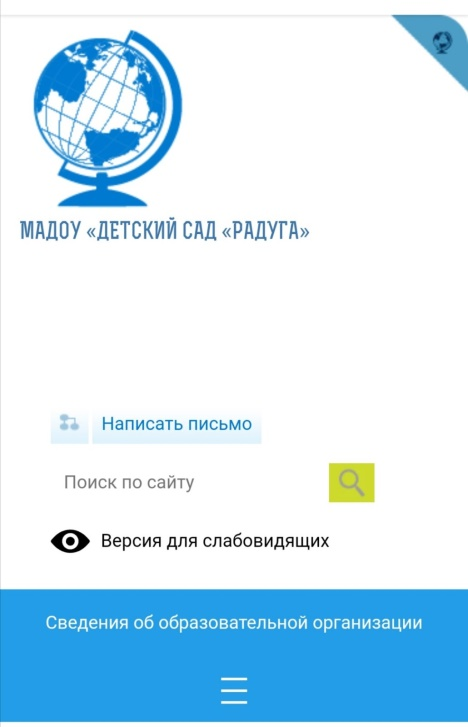 МАДОУ «ДЕТСКИЙ САД «РАДУГА»
Написать письмо
Поиск по сайту
Версия для слабовидящих
Сведения об образовательной организации